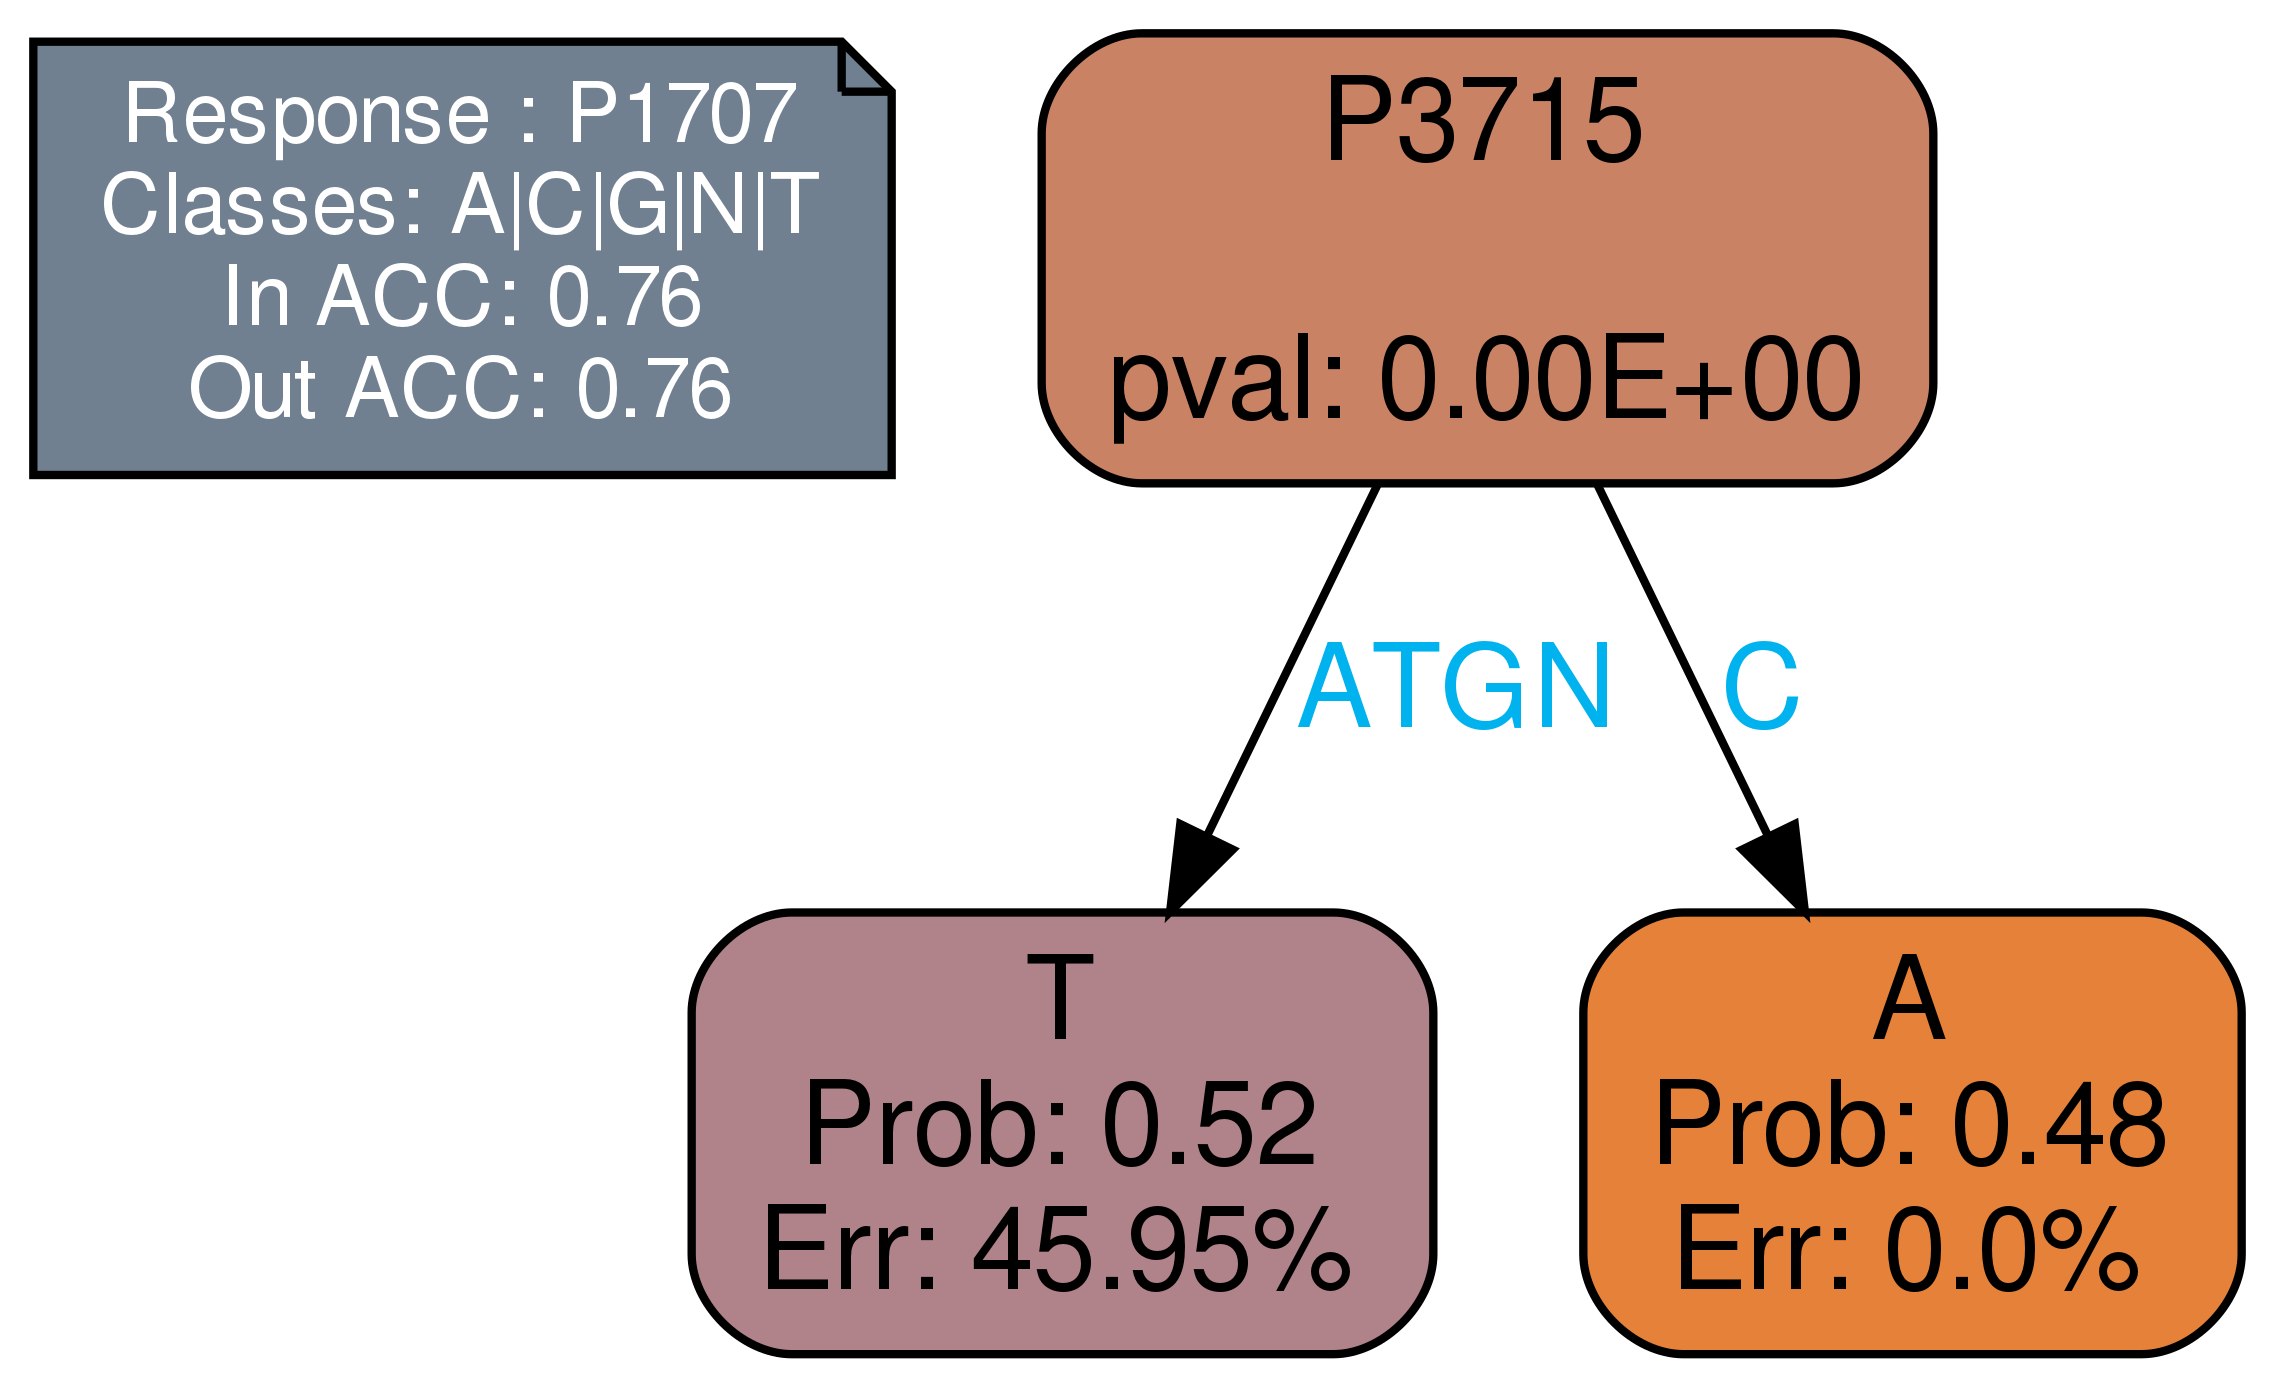 Response : P1707
Classes: A|C|G|N|T
In ACC: 0.76
Out ACC: 0.76
P3715
pval: 0.00E+00
ATGN
C
T
Prob: 0.52
Err: 45.95%
A
Prob: 0.48
Err: 0.0%